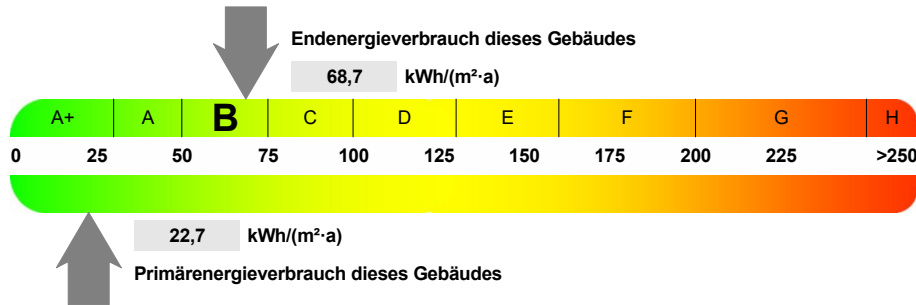 Endenergieverbrauch dieses Gebäudes
68,7 kWh/(m²·a)
A+ A B C D E F G H
0 25 50 75 100 125 150 175 200 225 >250
22,7 kWh/(m²·a)
Primärenergieverbrauch dieses Gebäudes